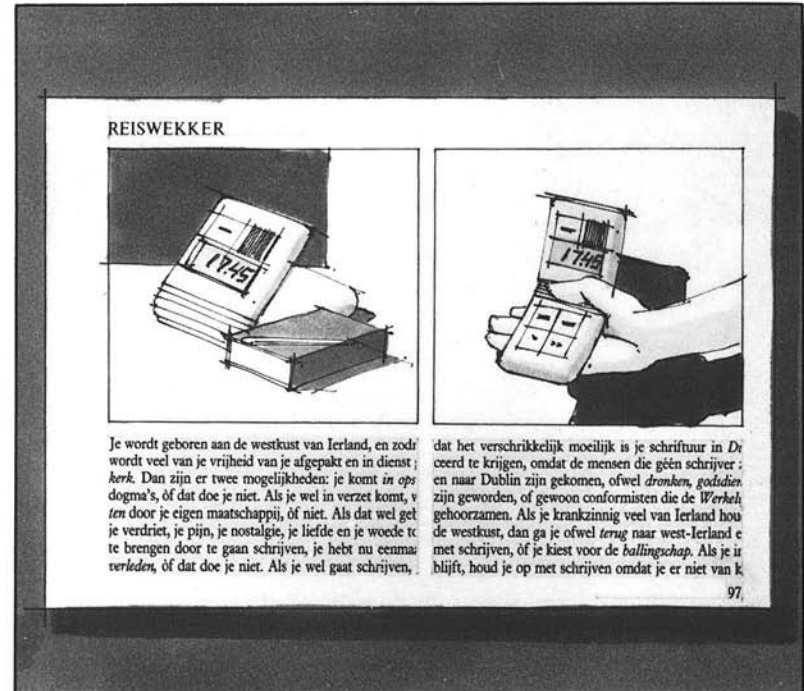 REISWEKKER
17.45
17.45
Je wordt geboren aan de westkust van Ierland, en zodr
wordt veel van je vrijheid van je afgepakt en in dienst
kerk. Dan zijn er twee mogelijkheden: je komt in ops
dogma's, òf dat doe je niet. Als je wel in verzet komt, v
ten door je eigen maatschappij, òf niet. Als dat wel get
je verdriet, je pijn, je nostalgie, je liefde en je woede to
te brengen door te gaan schrijven, je hebt nu eenma
verleden, òf dat doe je niet. Als je wel gaat schrijven,
dat het verschrikkelijk moeilijk is je schriftuur in Du
ceerd te krijgen, omdat de mensen die géén schrijver
en naar Dublin zijn gekomen, ofwel dronken, godsdien
zijn geworden, of gewoon conformisten die de Werkeh
gehoorzamen. Als je krankzinnig veel van Ierland hou
de westkust, dan ga je ofwel terug naar west-Ierland e
met schrijven, òf je kiest voor de ballingschap. Als je in
blijft, houd je op met schrijven omdat je er niet van k
97